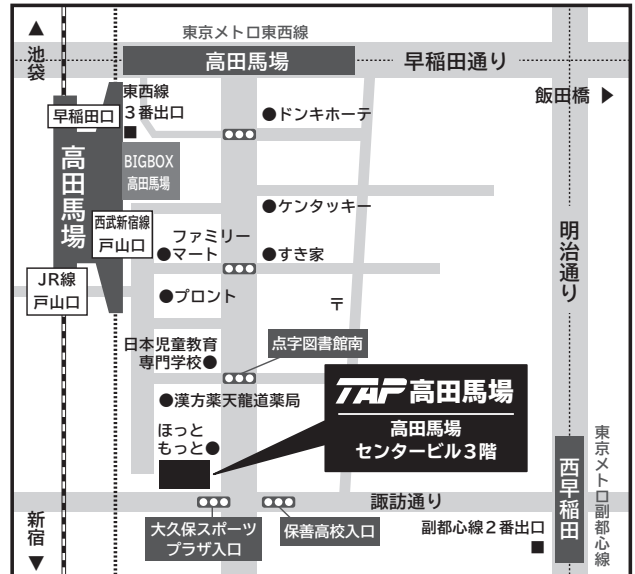 東京メトロ東西線
▲
池袋
高田馬場
早稲田通り
飯田橋 ▶
東西線
3番出口
■
早稲田口
●ドンキホーテ
高田馬場
BIGBOX
高田馬場
●ケンタッキー
西武新宿線
戸山口
ファミリー
●マート
●すき家
明治通り
JR線
戸山口
●プロント
〒
日本児童教育
専門学校●
点字図書館南
TAP高田馬場
高田馬場
センタービル3階
●漢方薬天龍道薬局
ほっと
もっと●
東京メトロ副都心線
西早稲田
諏訪通り
新宿
▼
大久保スポーツ
プラザ入口
保善高校入口
副都心線2番出口
■